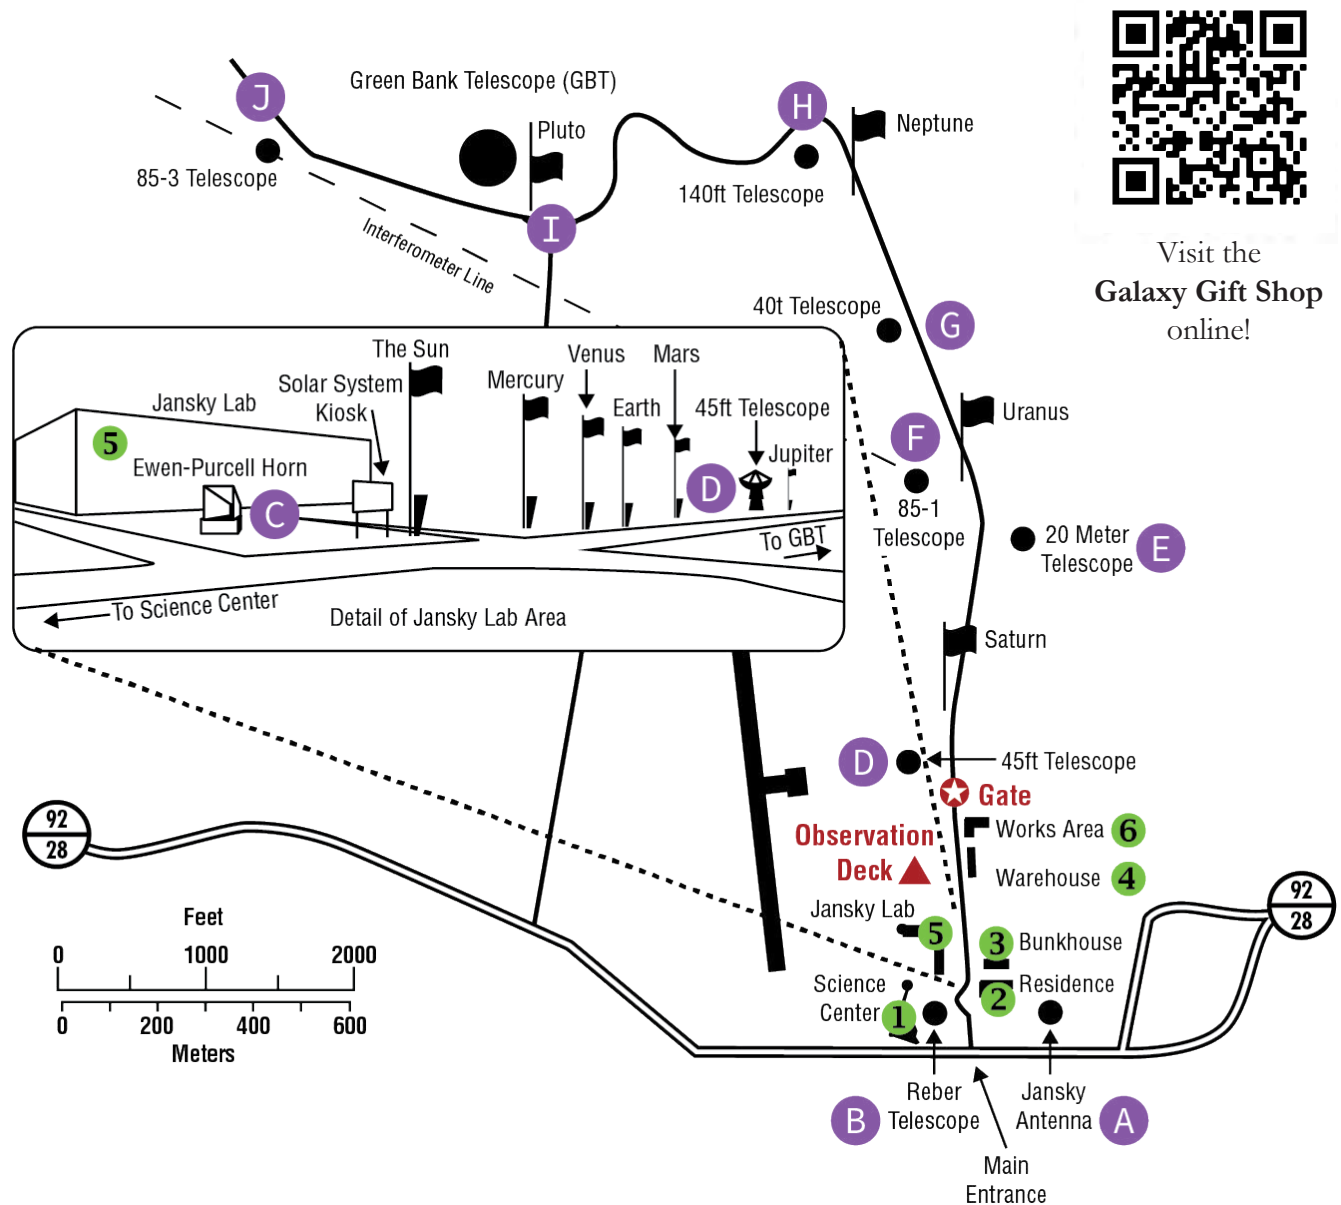 Visit the
Galaxy Gift Shop
online!
J
Green Bank Telescope (GBT)
Pluto
H
Neptune
85-3 Telescope
140ft Telescope
I
Interferometer Line
40t Telescope
G
Uranus
F
85-1
Telescope
20 Meter
Telescope
E
The Sun
Venus
Mars
Solar System
Kiosk
Mercury
Jansky Lab
Earth
45ft Telescope
5
Ewen-Purcell Horn
Jupiter
C
D
To GBT
To Science Center
Detail of Jansky Lab Area
Saturn
D
45ft Telescope
Gate
Observation
Deck
Works Area
6
Warehouse
4
Jansky Lab
5
3
Bunkhouse
Science
Center
1
2
Residence
92
28
92
28
Feet
0
1000
2000
0
200
400
600
Meters
Reber
Telescope
B
Jansky
Antenna
A
Main
Entrance